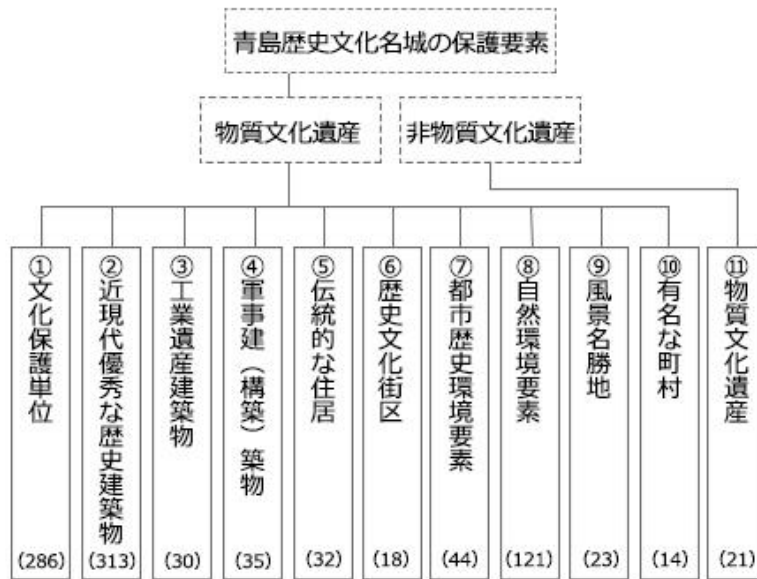 青島歴史文化名城の保護要素
物質文化遺産
非物質文化遺産
①文化保護単位
(286)
②近現代優秀な歴史建築物
(313)
③工業遺産建築物
(30)
④軍事建（構築）築物
(35)
⑤伝統的な住居
(32)
⑥歴史文化街区
(18)
⑦都市歴史環境要素
(44)
⑧自然環境要素
(121)
⑨風景名勝地
(23)
⑩有名な町村
(14)
⑪物質文化遺産
(21)